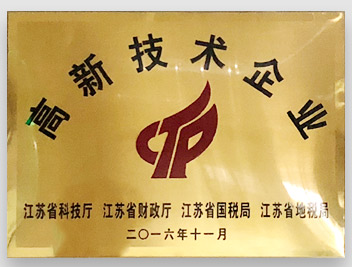 高新技术企业
江苏省科技厅 江苏省财政厅 江苏省国税局 江苏省地税局
二〇一六年十一月